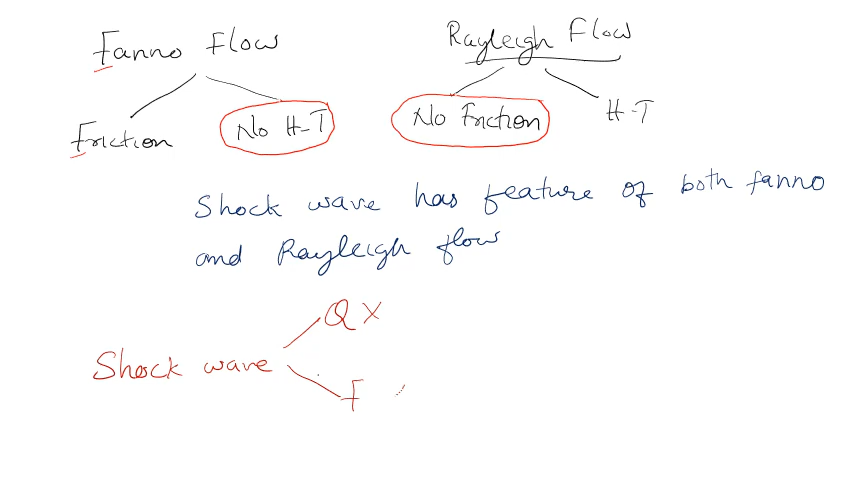 Fanno Flow
Rayleigh Flow
Friction
No H-T
No Friction
H-T
Shock wave has feature of both fanno
and Rayleigh flow
Q X
Shock wave
F